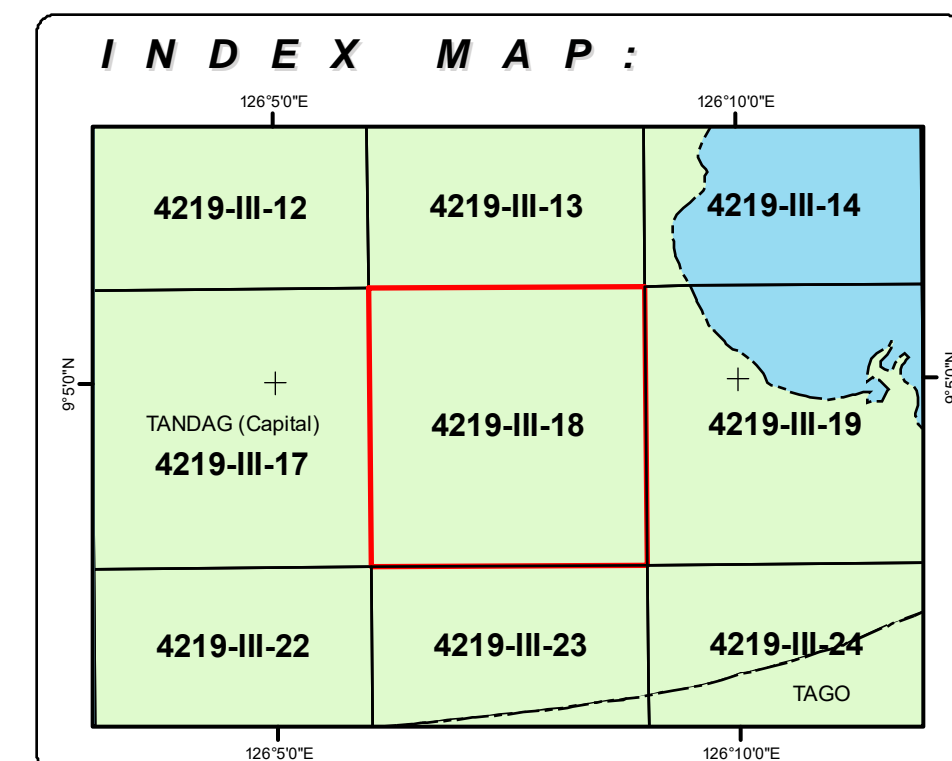 INDEX MAP:
126°5'0"E 126°10'0"E
4219-III-12 4219-III-13 4219-III-14
9°5'0"N 9°5'0"N
TANDAG (Capital)
4219-III-17 4219-III-18 4219-III-19
4219-III-22 4219-III-23 4219-III-24
TAGO
126°5'0"E 126°10'0"E